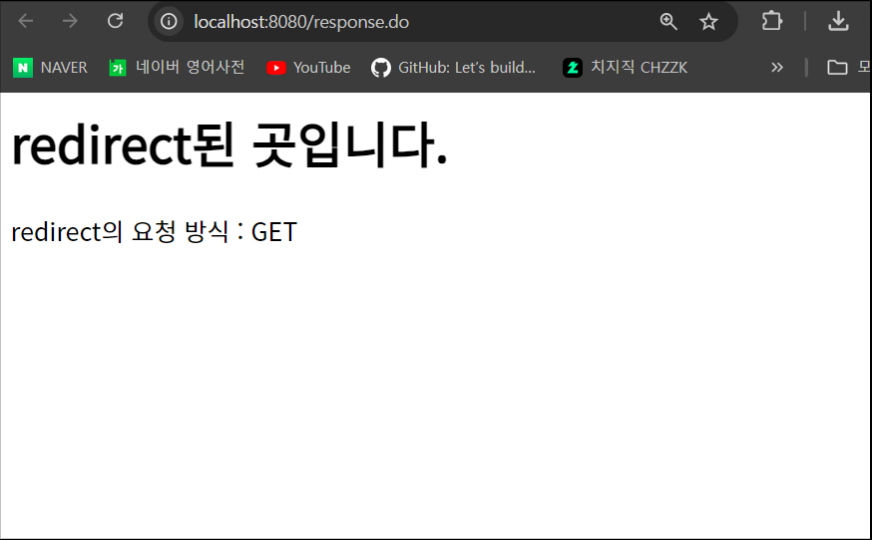 localhost:8080/response.do
NAVER 네이버 영어사전 YouTube GitHub: Let's build... 치지직 CHZZK » 
redirect된 곳입니다.
redirect의 요청 방식 : GET